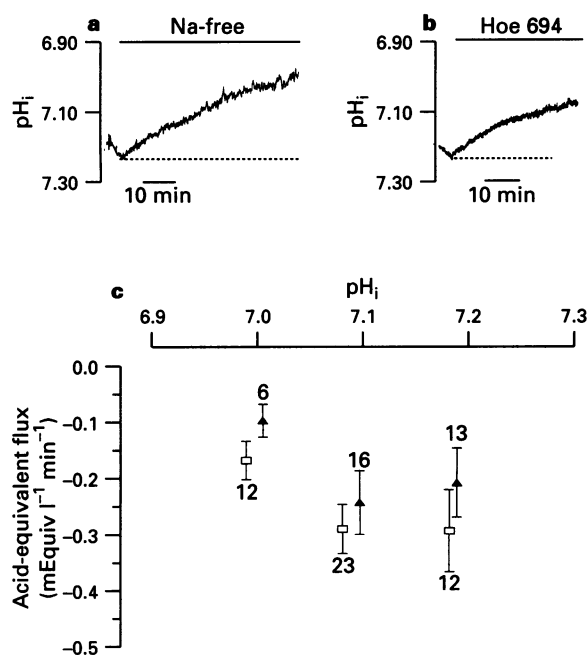 a
Na-free
6.90
7.10
7.30
pHi
10 min
b
Hoe 694
6.90
7.10
7.30
pHi
10 min
c
pHi
6.9 7.0 7.1 7.2 7.3
0.0
−0.1
−0.2
−0.3
−0.4
−0.5
Acid-equivalent flux
(mEquiv l⁻¹ min⁻¹)
6
12
16
23
13
12